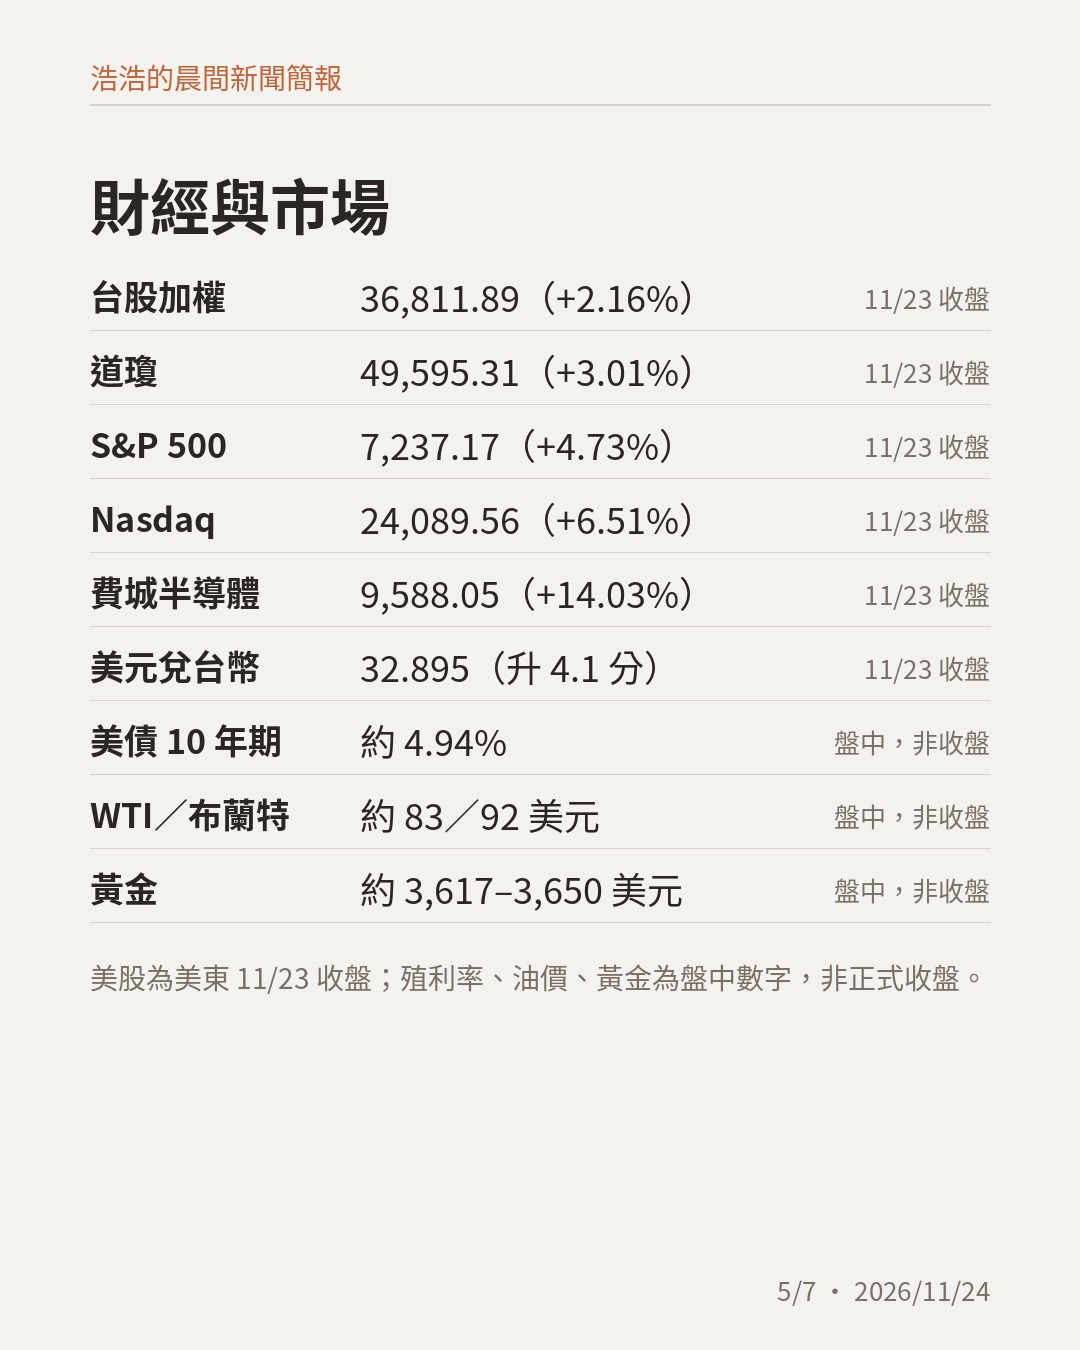 浩浩的晨間新聞簡報
財經與市場
台股加權 36,811.89（+2.16%） 11/23 收盤
道瓊 49,595.31（+3.01%） 11/23 收盤
S&P 500 7,237.17（+4.73%） 11/23 收盤
Nasdaq 24,089.56（+6.51%） 11/23 收盤
費城半導體 9,588.05（+14.03%） 11/23 收盤
美元兌台幣 32.895（升 4.1 分） 11/23 收盤
美債 10 年期 約 4.94% 盤中，非收盤
WTI／布蘭特 約 83／92 美元 盤中，非收盤
黃金 約 3,617–3,650 美元 盤中，非收盤
美股為美東 11/23 收盤；殖利率、油價、黃金為盤中數字，非正式收盤。
5/7 · 2026/11/24